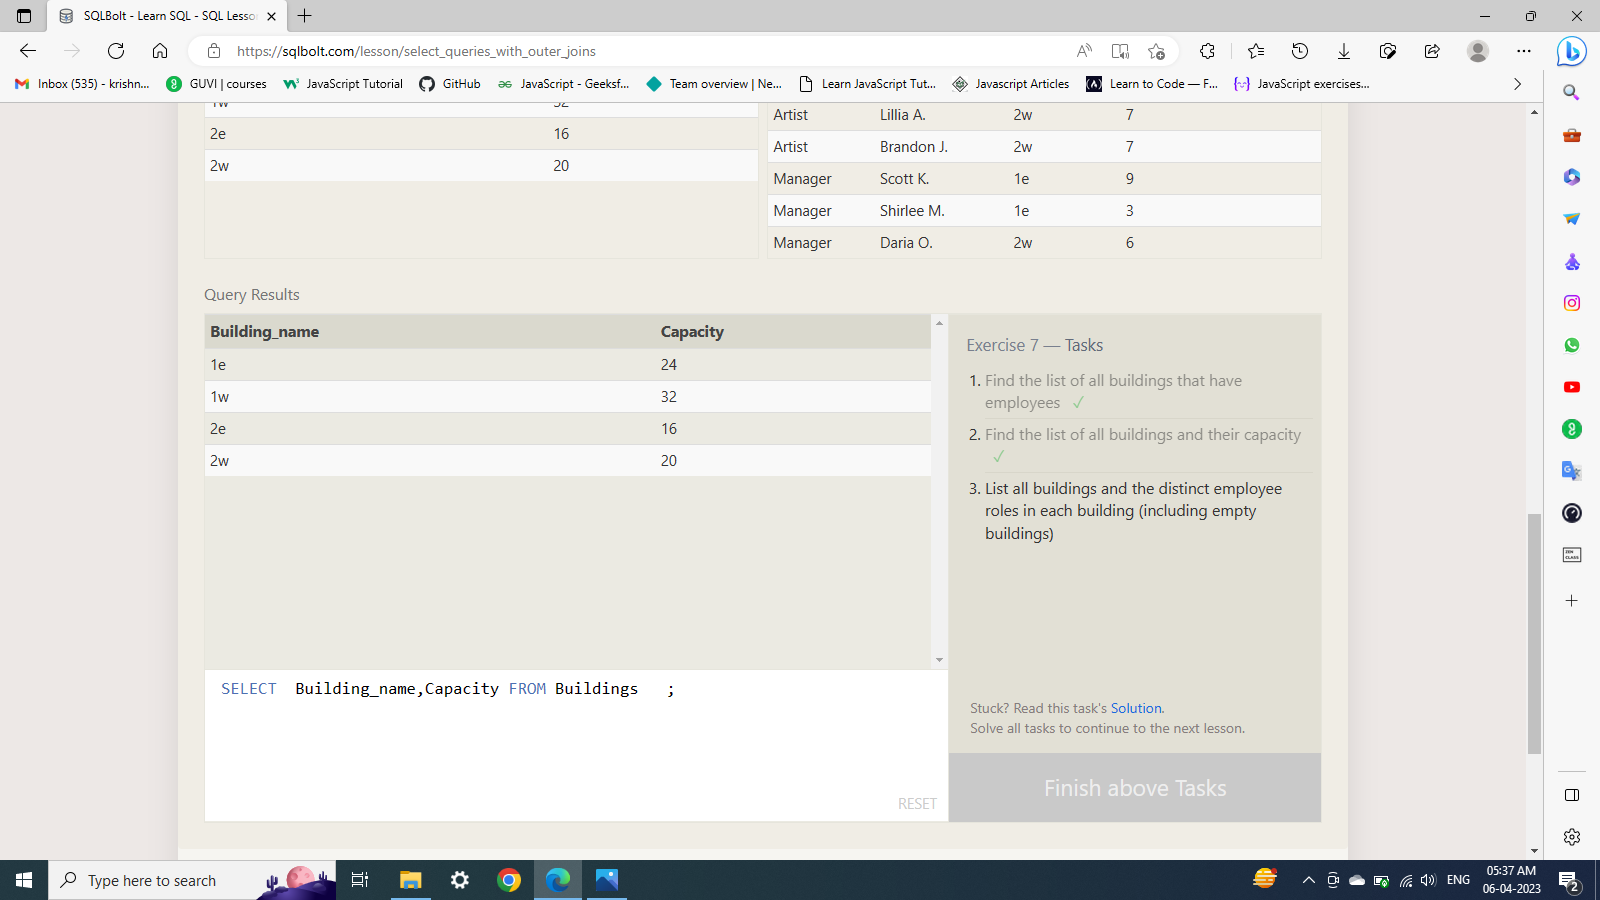 SQLBolt - Learn SQL - SQL Lesso
https://sqlbolt.com/lesson/select_queries_with_outer_joins
Inbox (535) - krishn...
GUVI | courses
JavaScript Tutorial
GitHub
JavaScript - Geeksf...
Team overview | Ne...
Learn JavaScript Tut...
Javascript Articles
Learn to Code — F...
JavaScript exercises...
1w 32
2e 16
2w 20
Artist Lillia A. 2w 7
Artist Brandon J. 2w 7
Manager Scott K. 1e 9
Manager Shirlee M. 1e 3
Manager Daria O. 2w 6
Query Results
Building_name Capacity
1e 24
1w 32
2e 16
2w 20
SELECT Building_name,Capacity FROM Buildings ;
RESET
Exercise 7 — Tasks
1. Find the list of all buildings that have
employees ✓
2. Find the list of all buildings and their capacity
✓
3. List all buildings and the distinct employee
roles in each building (including empty
buildings)
Stuck? Read this task's Solution.
Solve all tasks to continue to the next lesson.
Finish above Tasks
Type here to search
ENG
05:37 AM
06-04-2023
2